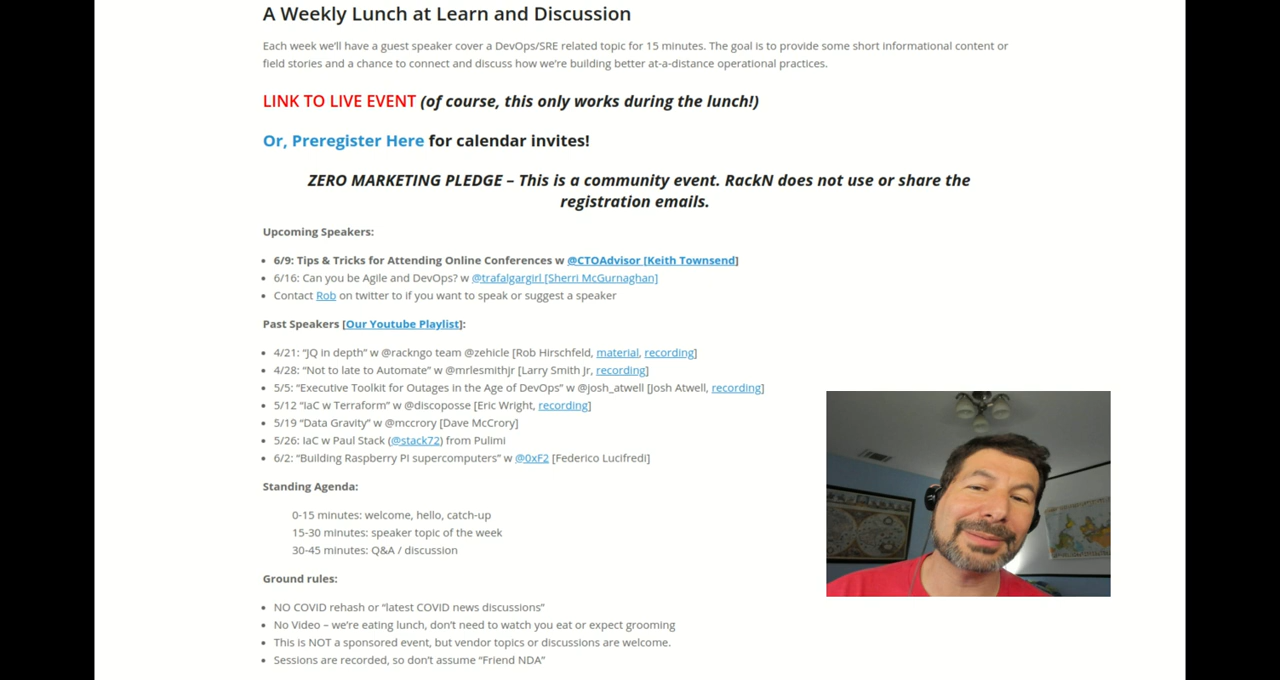 A Weekly Lunch at Learn and Discussion
Each week we'll have a guest speaker cover a DevOps/SRE related topic for 15 minutes. The goal is to provide some short informational content or
field stories and a chance to connect and discuss how we're building better at-a-distance operational practices.
LINK TO LIVE EVENT (of course, this only works during the lunch!)
Or, Preregister Here for calendar invites!
ZERO MARKETING PLEDGE – This is a community event. RackN does not use or share the
registration emails.
Upcoming Speakers:
• 6/9: Tips & Tricks for Attending Online Conferences w @CTOAdvisor [Keith Townsend]
• 6/16: Can you be Agile and DevOps? w @trafalgargirl [Sherri McGurnaghan]
• Contact Rob on twitter to if you want to speak or suggest a speaker
Past Speakers [Our Youtube Playlist]:
• 4/21: “JQ in depth” w @rackngo team @zehicle [Rob Hirschfeld, material, recording]
• 4/28: “Not to late to Automate” w @mrlesmithjr [Larry Smith Jr, recording]
• 5/5: “Executive Toolkit for Outages in the Age of DevOps” w @josh_atwell [Josh Atwell, recording]
• 5/12 “IaC w Terraform” w @discoposse [Eric Wright, recording]
• 5/19 “Data Gravity” w @mccrory [Dave McCrory]
• 5/26: IaC w Paul Stack (@stack72) from Pulimi
• 6/2: “Building Raspberry PI supercomputers” w @0xF2 [Federico Lucifredi]
Standing Agenda:
0-15 minutes: welcome, hello, catch-up
15-30 minutes: speaker topic of the week
30-45 minutes: Q&A / discussion
Ground rules:
• NO COVID rehash or “latest COVID news discussions”
• No Video – we're eating lunch, don't need to watch you eat or expect grooming
• This is NOT a sponsored event, but vendor topics or discussions are welcome.
• Sessions are recorded, so don't assume “Friend NDA”